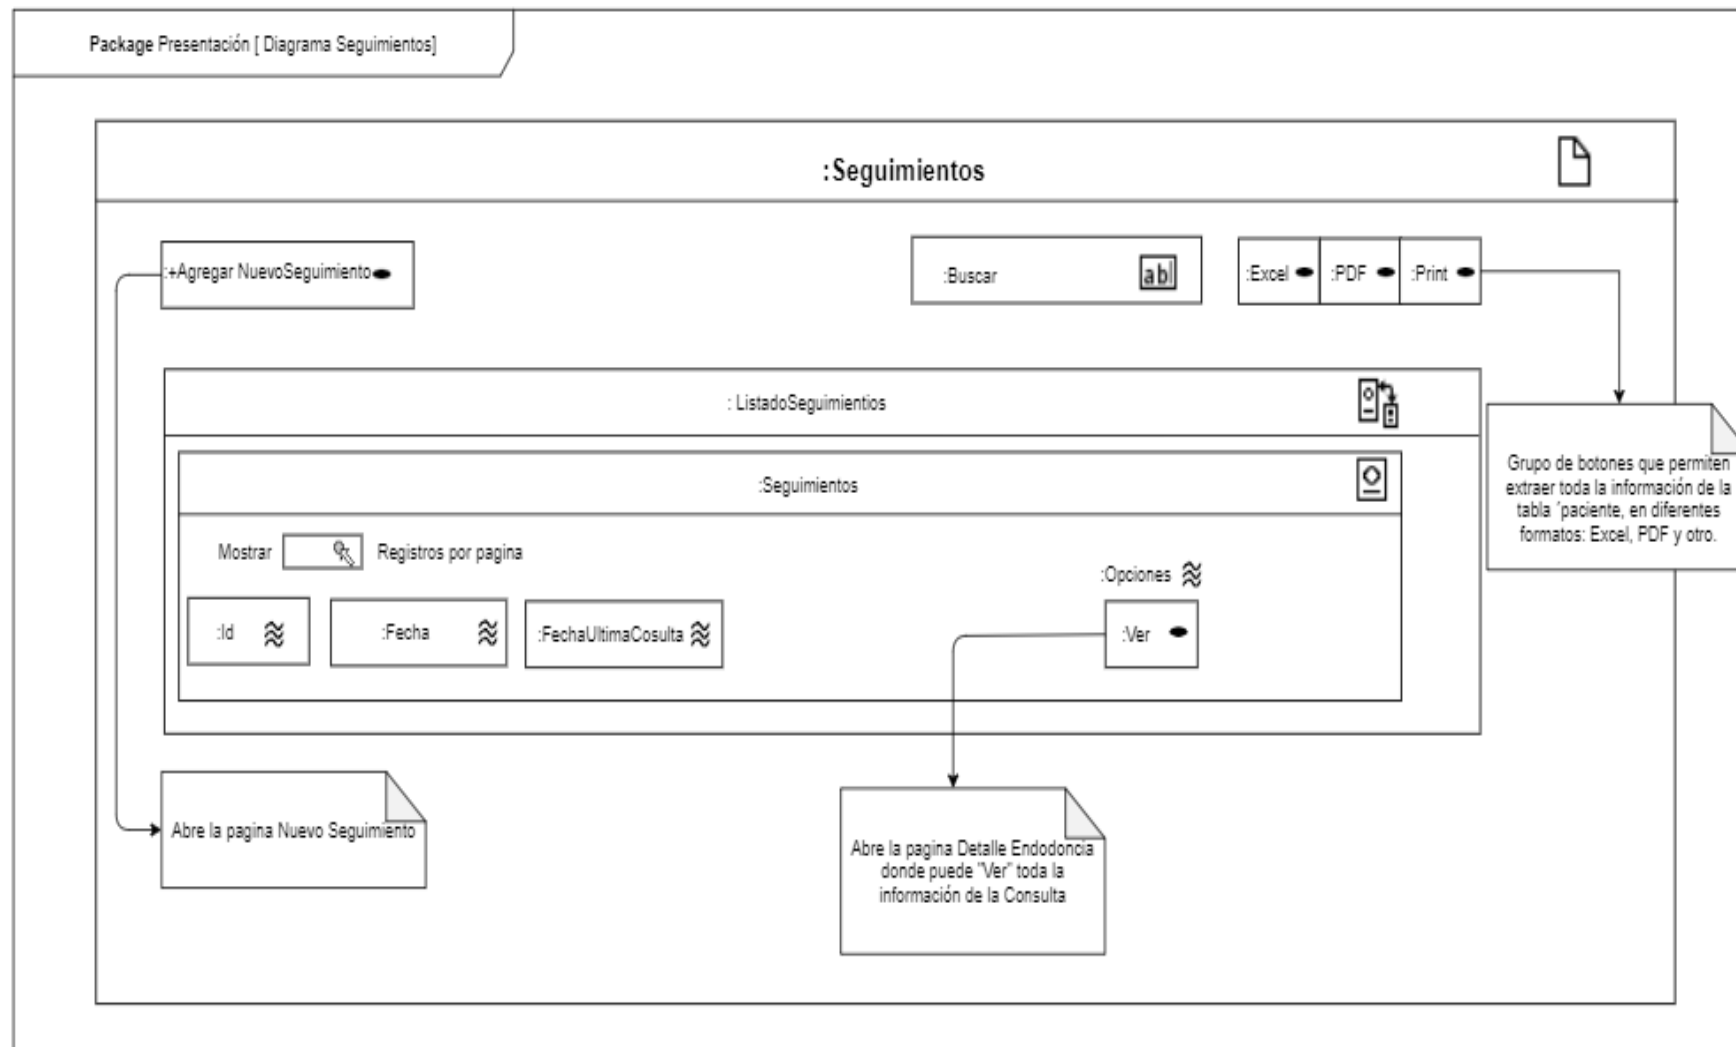 Package Presentación [ Diagrama Seguimientos]
:Seguimientos
:+Agregar NuevoSeguimiento
:Buscar
ab
:Excel
:PDF
:Print
: ListadoSeguimientios
:Seguimientos
Mostrar
Registros por pagina
:Opciones
:Id
:Fecha
:FechaUltimaCosulta
:Ver
Grupo de botones que permiten
extraer toda la información de la
tabla ´paciente, en diferentes
formatos: Excel, PDF y otro.
Abre la pagina Nuevo Seguimiento
Abre la pagina Detalle Endodoncia
donde puede "Ver" toda la
información de la Consulta